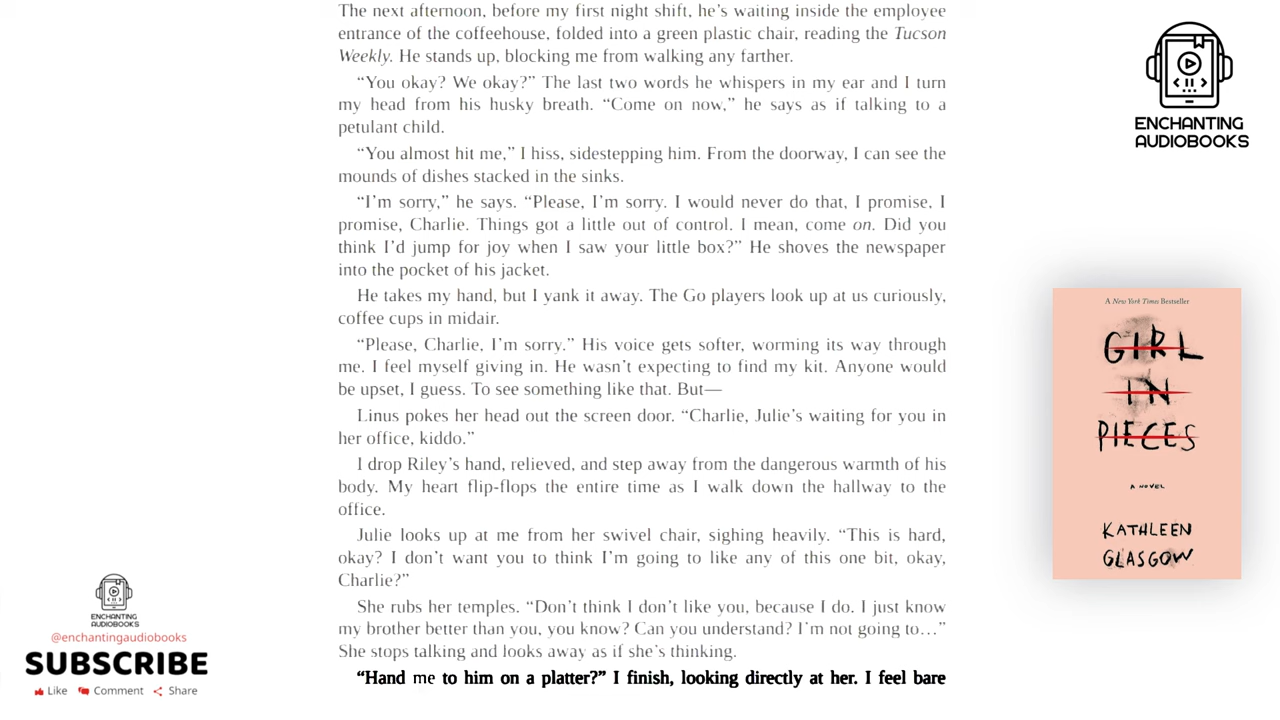 The next afternoon, before my first night shift, he’s waiting inside the employee
entrance of the coffeehouse, folded into a green plastic chair, reading the Tucson
Weekly. He stands up, blocking me from walking any farther.
“You okay? We okay?” The last two words he whispers in my ear and I turn
my head from his husky breath. “Come on now,” he says as if talking to a
petulant child.
“You almost hit me,” I hiss, sidestepping him. From the doorway, I can see the
mounds of dishes stacked in the sinks.
“I’m sorry,” he says. “Please, I’m sorry. I would never do that, I promise, I
promise, Charlie. Things got a little out of control. I mean, come on. Did you
think I’d jump for joy when I saw your little box?” He shoves the newspaper
into the pocket of his jacket.
He takes my hand, but I yank it away. The Go players look up at us curiously,
coffee cups in midair.
“Please, Charlie, I’m sorry.” His voice gets softer, worming its way through
me. I feel myself giving in. He wasn’t expecting to find my kit. Anyone would
be upset, I guess. To see something like that. But—
Linus pokes her head out the screen door. “Charlie, Julie’s waiting for you in
her office, kiddo.”
I drop Riley’s hand, relieved, and step away from the dangerous warmth of his
body. My heart flip-flops the entire time as I walk down the hallway to the
office.
Julie looks up at me from her swivel chair, sighing heavily. “This is hard,
okay? I don’t want you to think I’m going to like any of this one bit, okay,
Charlie?”
She rubs her temples. “Don’t think I don’t like you, because I do. I just know
my brother better than you, you know? Can you understand? I’m not going to…”
She stops talking and looks away as if she’s thinking.
“Hand me to him on a platter?” I finish, looking directly at her. I feel bare
ENCHANTING
AUDIOBOOKS
A New York Times Bestseller
GIRL
IN
PIECES
A NOVEL
KATHLEEN
GLASGOW
ENCHANTING
AUDIOBOOKS
@enchantingaudiobooks
SUBSCRIBE
Like Comment Share